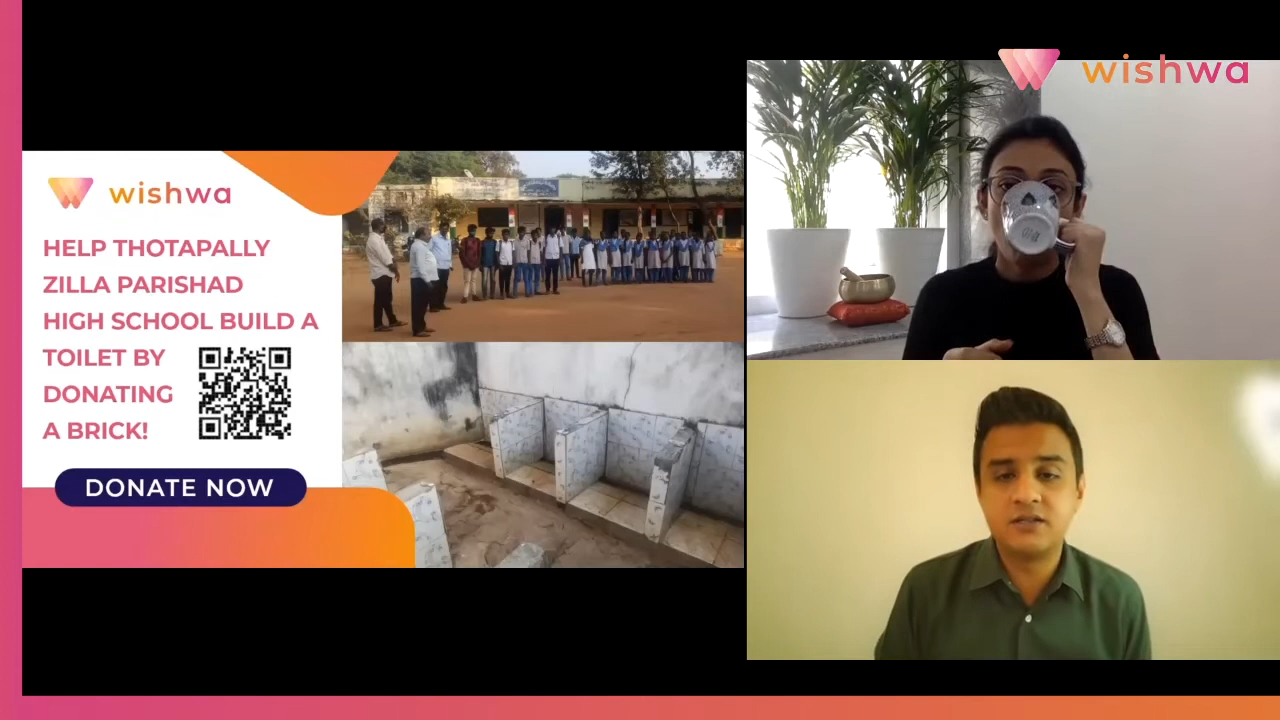 wishwa
wishwa
HELP THOTAPALLY
ZILLA PARISHAD
HIGH SCHOOL BUILD A
TOILET BY
DONATING
A BRICK!
DONATE NOW